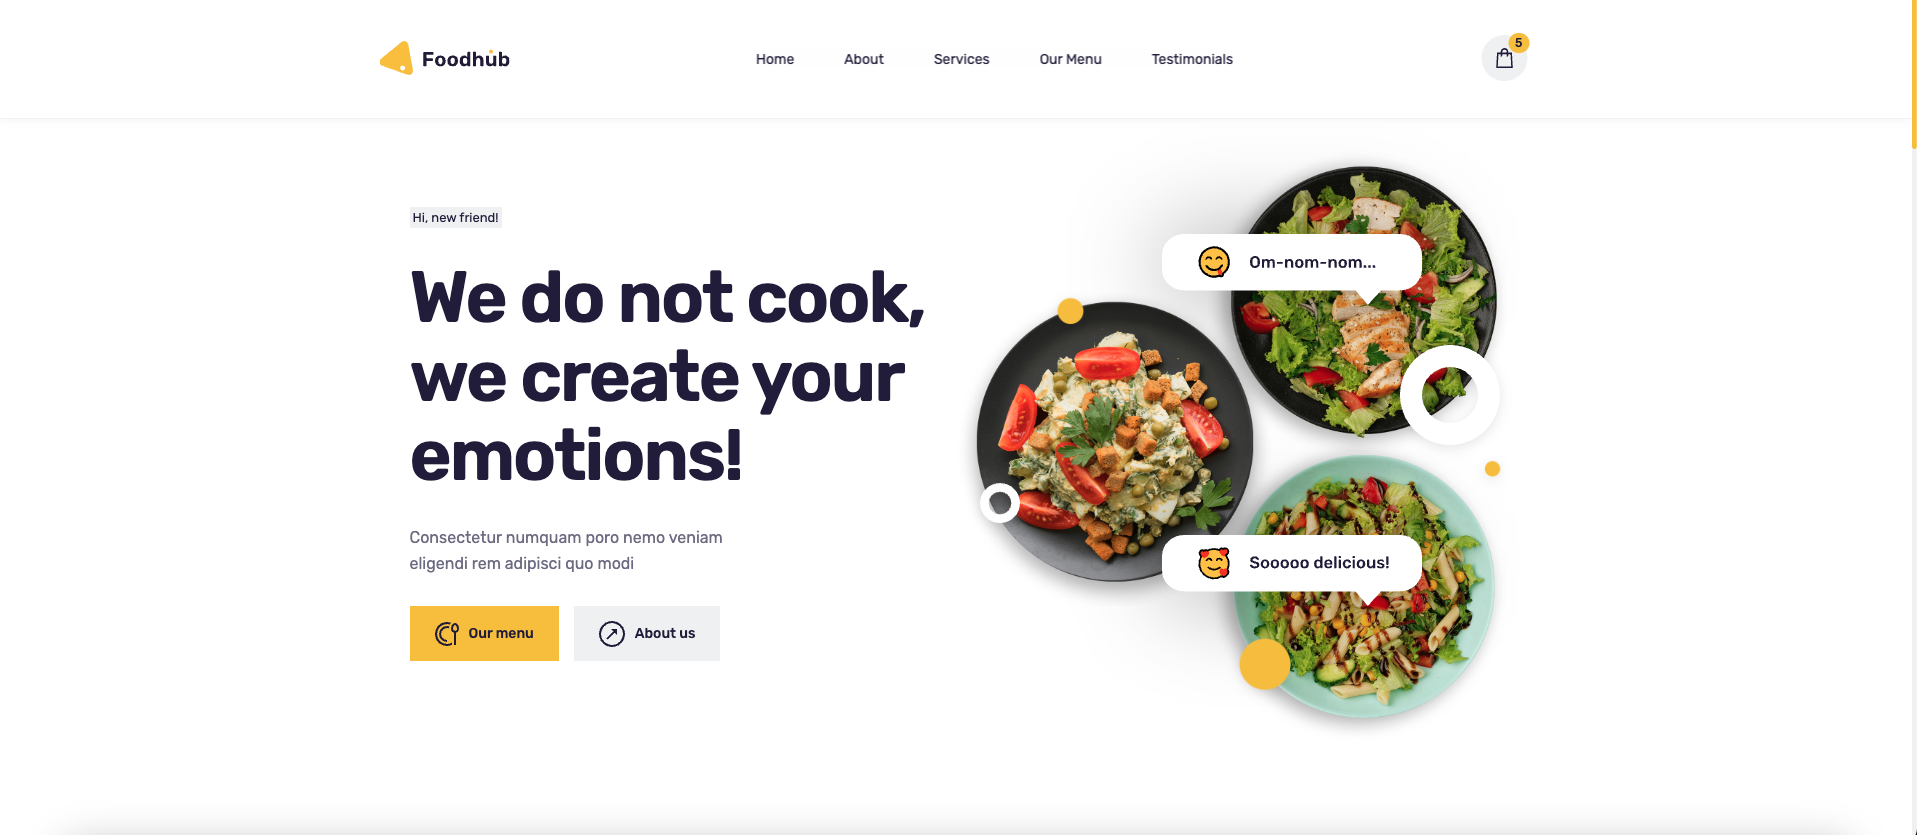 Foodhub
Home
About
Services
Our Menu
Testimonials
5
Hi, new friend!
We do not cook,
we create your
emotions!
Consectetur numquam poro nemo veniam
eligendi rem adipisci quo modi
Our menu
About us
Om-nom-nom...
Sooooo delicious!